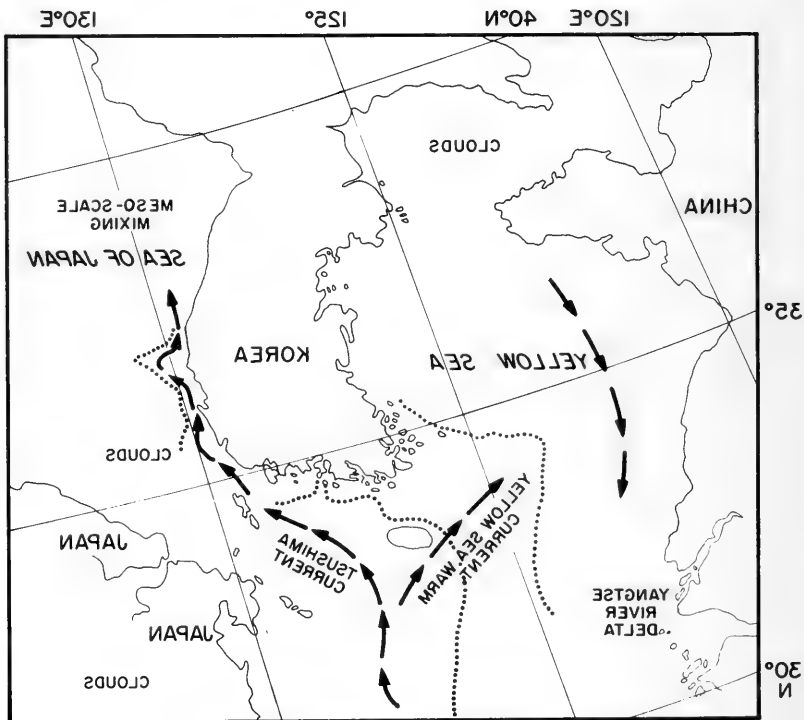 130°E
125°
40°N
120°E
CLOUDS
CHINA
MESO-SCALE
MIXING
SEA OF JAPAN
35°
KOREA
YELLOW SEA
CLOUDS
YELLOW SEA WARM
CURRENT
TSUSHIMA
CURRENT
JAPAN
YANGTSE
RIVER
DELTA
JAPAN
30°
N
CLOUDS